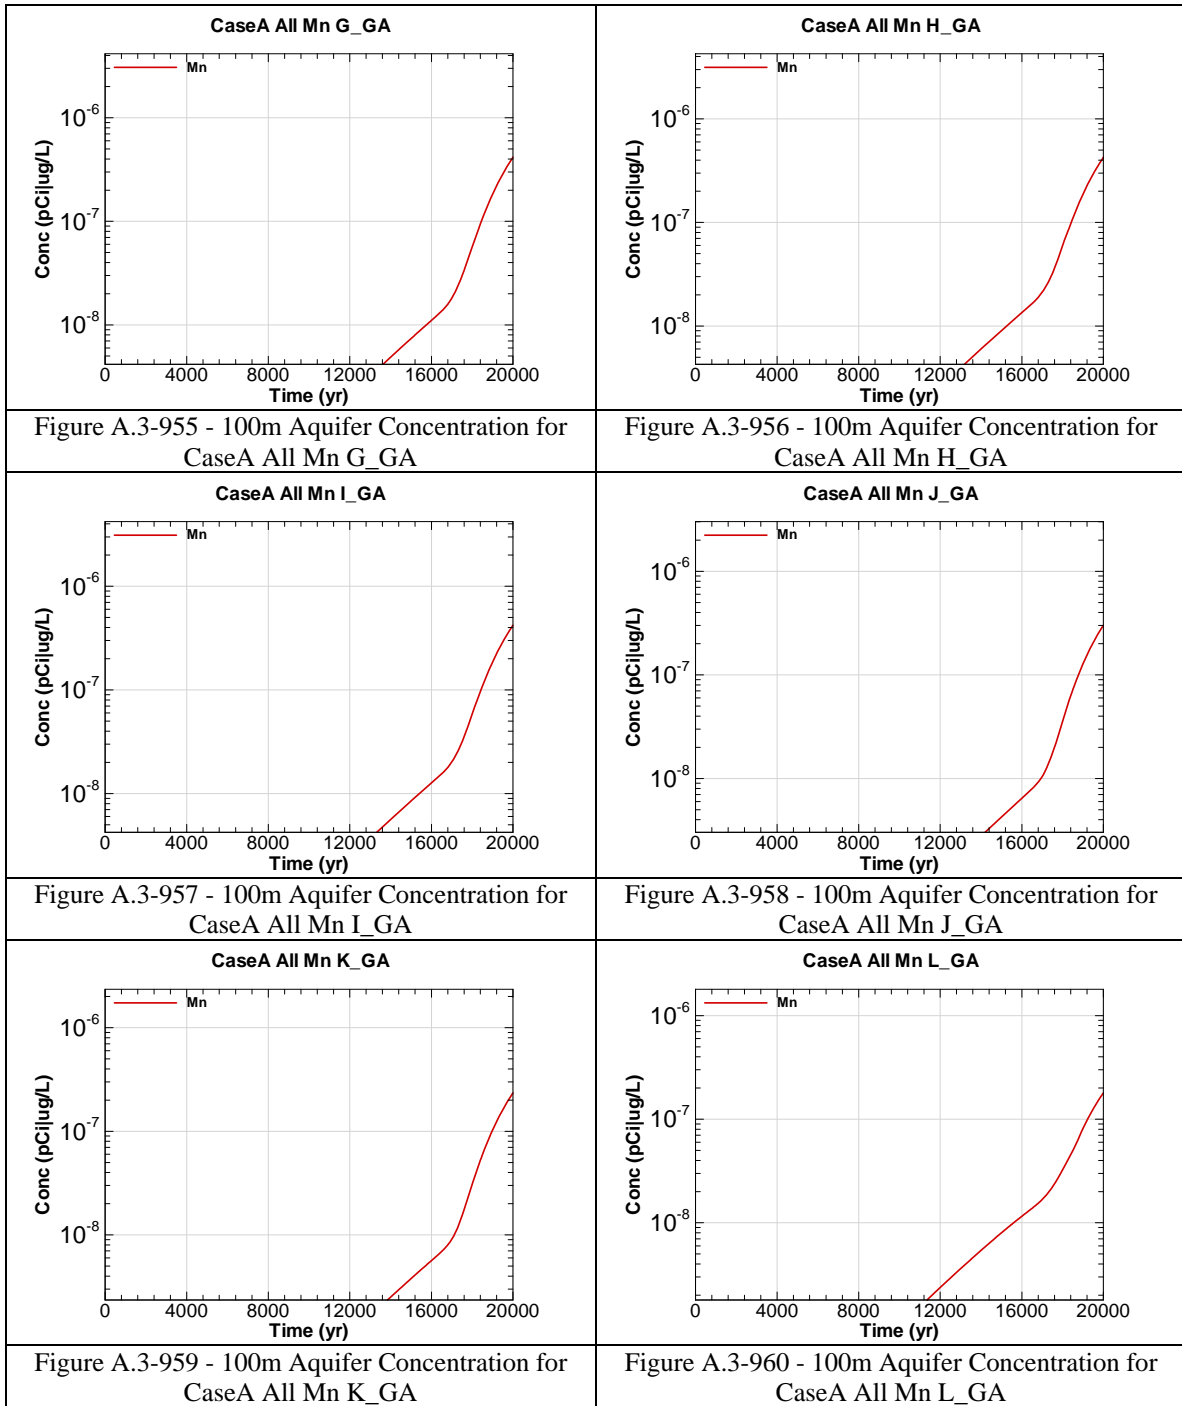 CaseA All Mn G_GA
Mn
10^-6
10^-7
10^-8
Conc (pCi|ug/L)
0 4000 8000 12000 16000 20000
Time (yr)
Figure A.3-955 - 100m Aquifer Concentration for
CaseA All Mn G_GA
CaseA All Mn H_GA
Mn
10^-6
10^-7
10^-8
Conc (pCi|ug/L)
0 4000 8000 12000 16000 20000
Time (yr)
Figure A.3-956 - 100m Aquifer Concentration for
CaseA All Mn H_GA
CaseA All Mn I_GA
Mn
10^-6
10^-7
10^-8
Conc (pCi|ug/L)
0 4000 8000 12000 16000 20000
Time (yr)
Figure A.3-957 - 100m Aquifer Concentration for
CaseA All Mn I_GA
CaseA All Mn J_GA
Mn
10^-6
10^-7
10^-8
Conc (pCi|ug/L)
0 4000 8000 12000 16000 20000
Time (yr)
Figure A.3-958 - 100m Aquifer Concentration for
CaseA All Mn J_GA
CaseA All Mn K_GA
Mn
10^-6
10^-7
10^-8
Conc (pCi|ug/L)
0 4000 8000 12000 16000 20000
Time (yr)
Figure A.3-959 - 100m Aquifer Concentration for
CaseA All Mn K_GA
CaseA All Mn L_GA
Mn
10^-6
10^-7
10^-8
Conc (pCi|ug/L)
0 4000 8000 12000 16000 20000
Time (yr)
Figure A.3-960 - 100m Aquifer Concentration for
CaseA All Mn L_GA